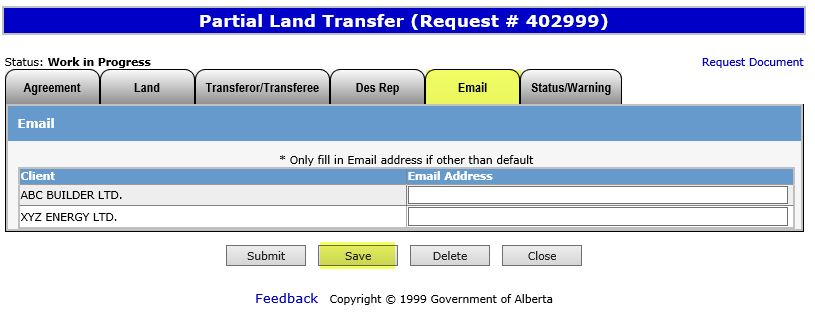 Partial Land Transfer (Request # 402999)
Status: Work in Progress
Request Document
Agreement Land Transferor/Transferee Des Rep Email Status/Warning
Email
* Only fill in Email address if other than default
Client Email Address
ABC BUILDER LTD.
XYZ ENERGY LTD.
Submit Save Delete Close
Feedback Copyright © 1999 Government of Alberta